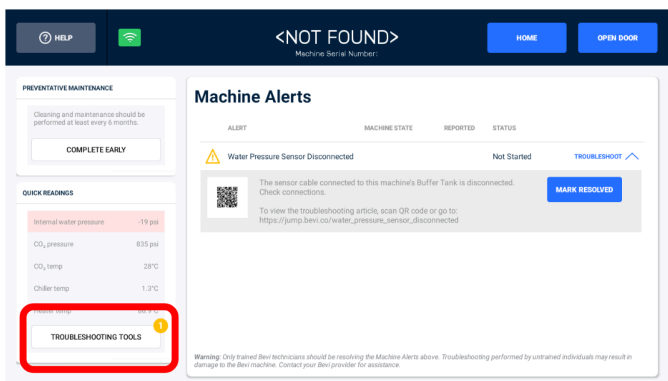 ? HELP
<NOT FOUND>
Machine Serial Number:
HOME
OPEN DOOR
PREVENTATIVE MAINTENANCE
Cleaning and maintenance should be
performed at least every 6 months.
COMPLETE EARLY
QUICK READINGS
Internal water pressure -19 psi
CO₂ pressure 835 psi
CO₂ temp 28°C
Chiller temp 1.3°C
Heater temp
1
TROUBLESHOOTING TOOLS
Machine Alerts
ALERT MACHINE STATE REPORTED STATUS
Water Pressure Sensor Disconnected Not Started TROUBLESHOOT
The sensor cable connected to this machine's Buffer Tank is disconnected.
Check connections.
MARK RESOLVED
To view the troubleshooting article, scan QR code or go to:
https://jump.bevi.co/water_pressure_sensor_disconnected
Warning: Only trained Bevi technicians should be resolving the Machine Alerts above. Troubleshooting performed by untrained individuals may result in
damage to the Bevi machine. Contact your Bevi provider for assistance.